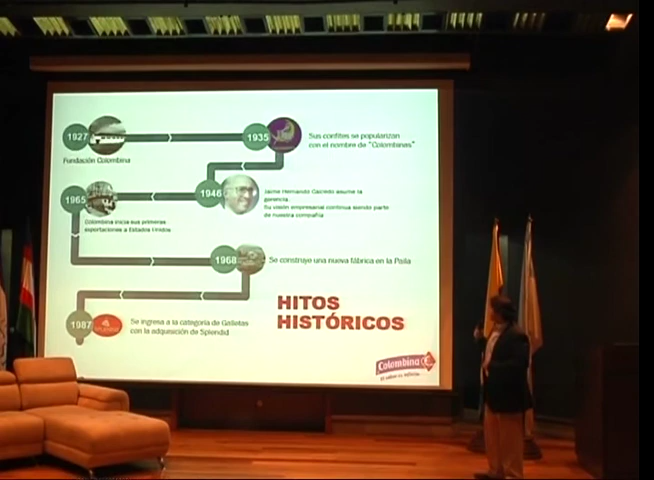 1927
1935
Sus confites se popularizan
con el nombre de "Colombinas"
Fundación Colombina
1965
1946
Jaime Hernando Caicedo asume la
gerencia.
Su visión empresarial continua siendo parte
de nuestra compañía
Colombina inicia sus primeras
exportaciones a Estados Unidos
1968
Se construye una nueva fábrica en la Paila
HITOS
HISTÓRICOS
1987
Se ingresa a la categoría de Galletas
con la adquisición de Splendid
Colombina